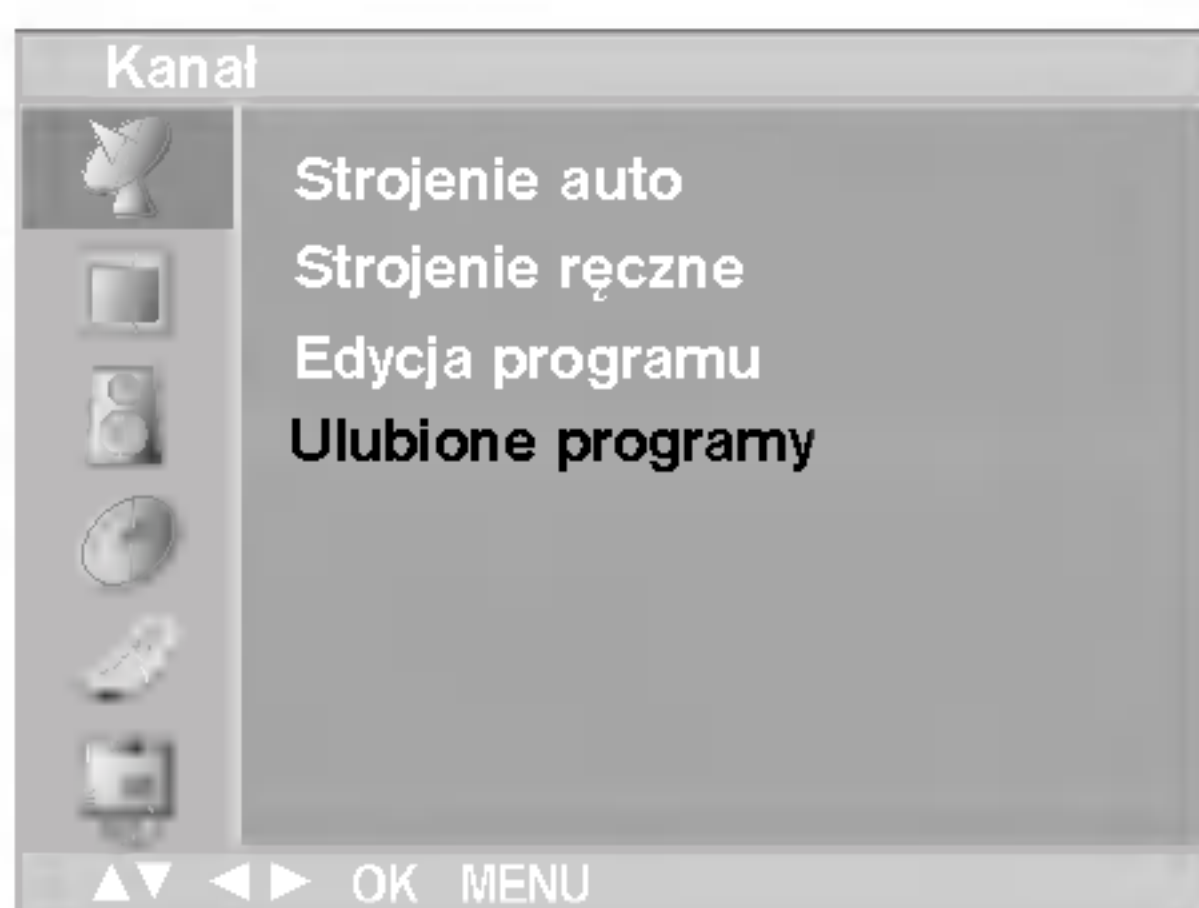 Kanał
Strojenie auto
Strojenie ręczne
Edycja programu
Ulubione programy
▲▼ ◀▶ OK MENU